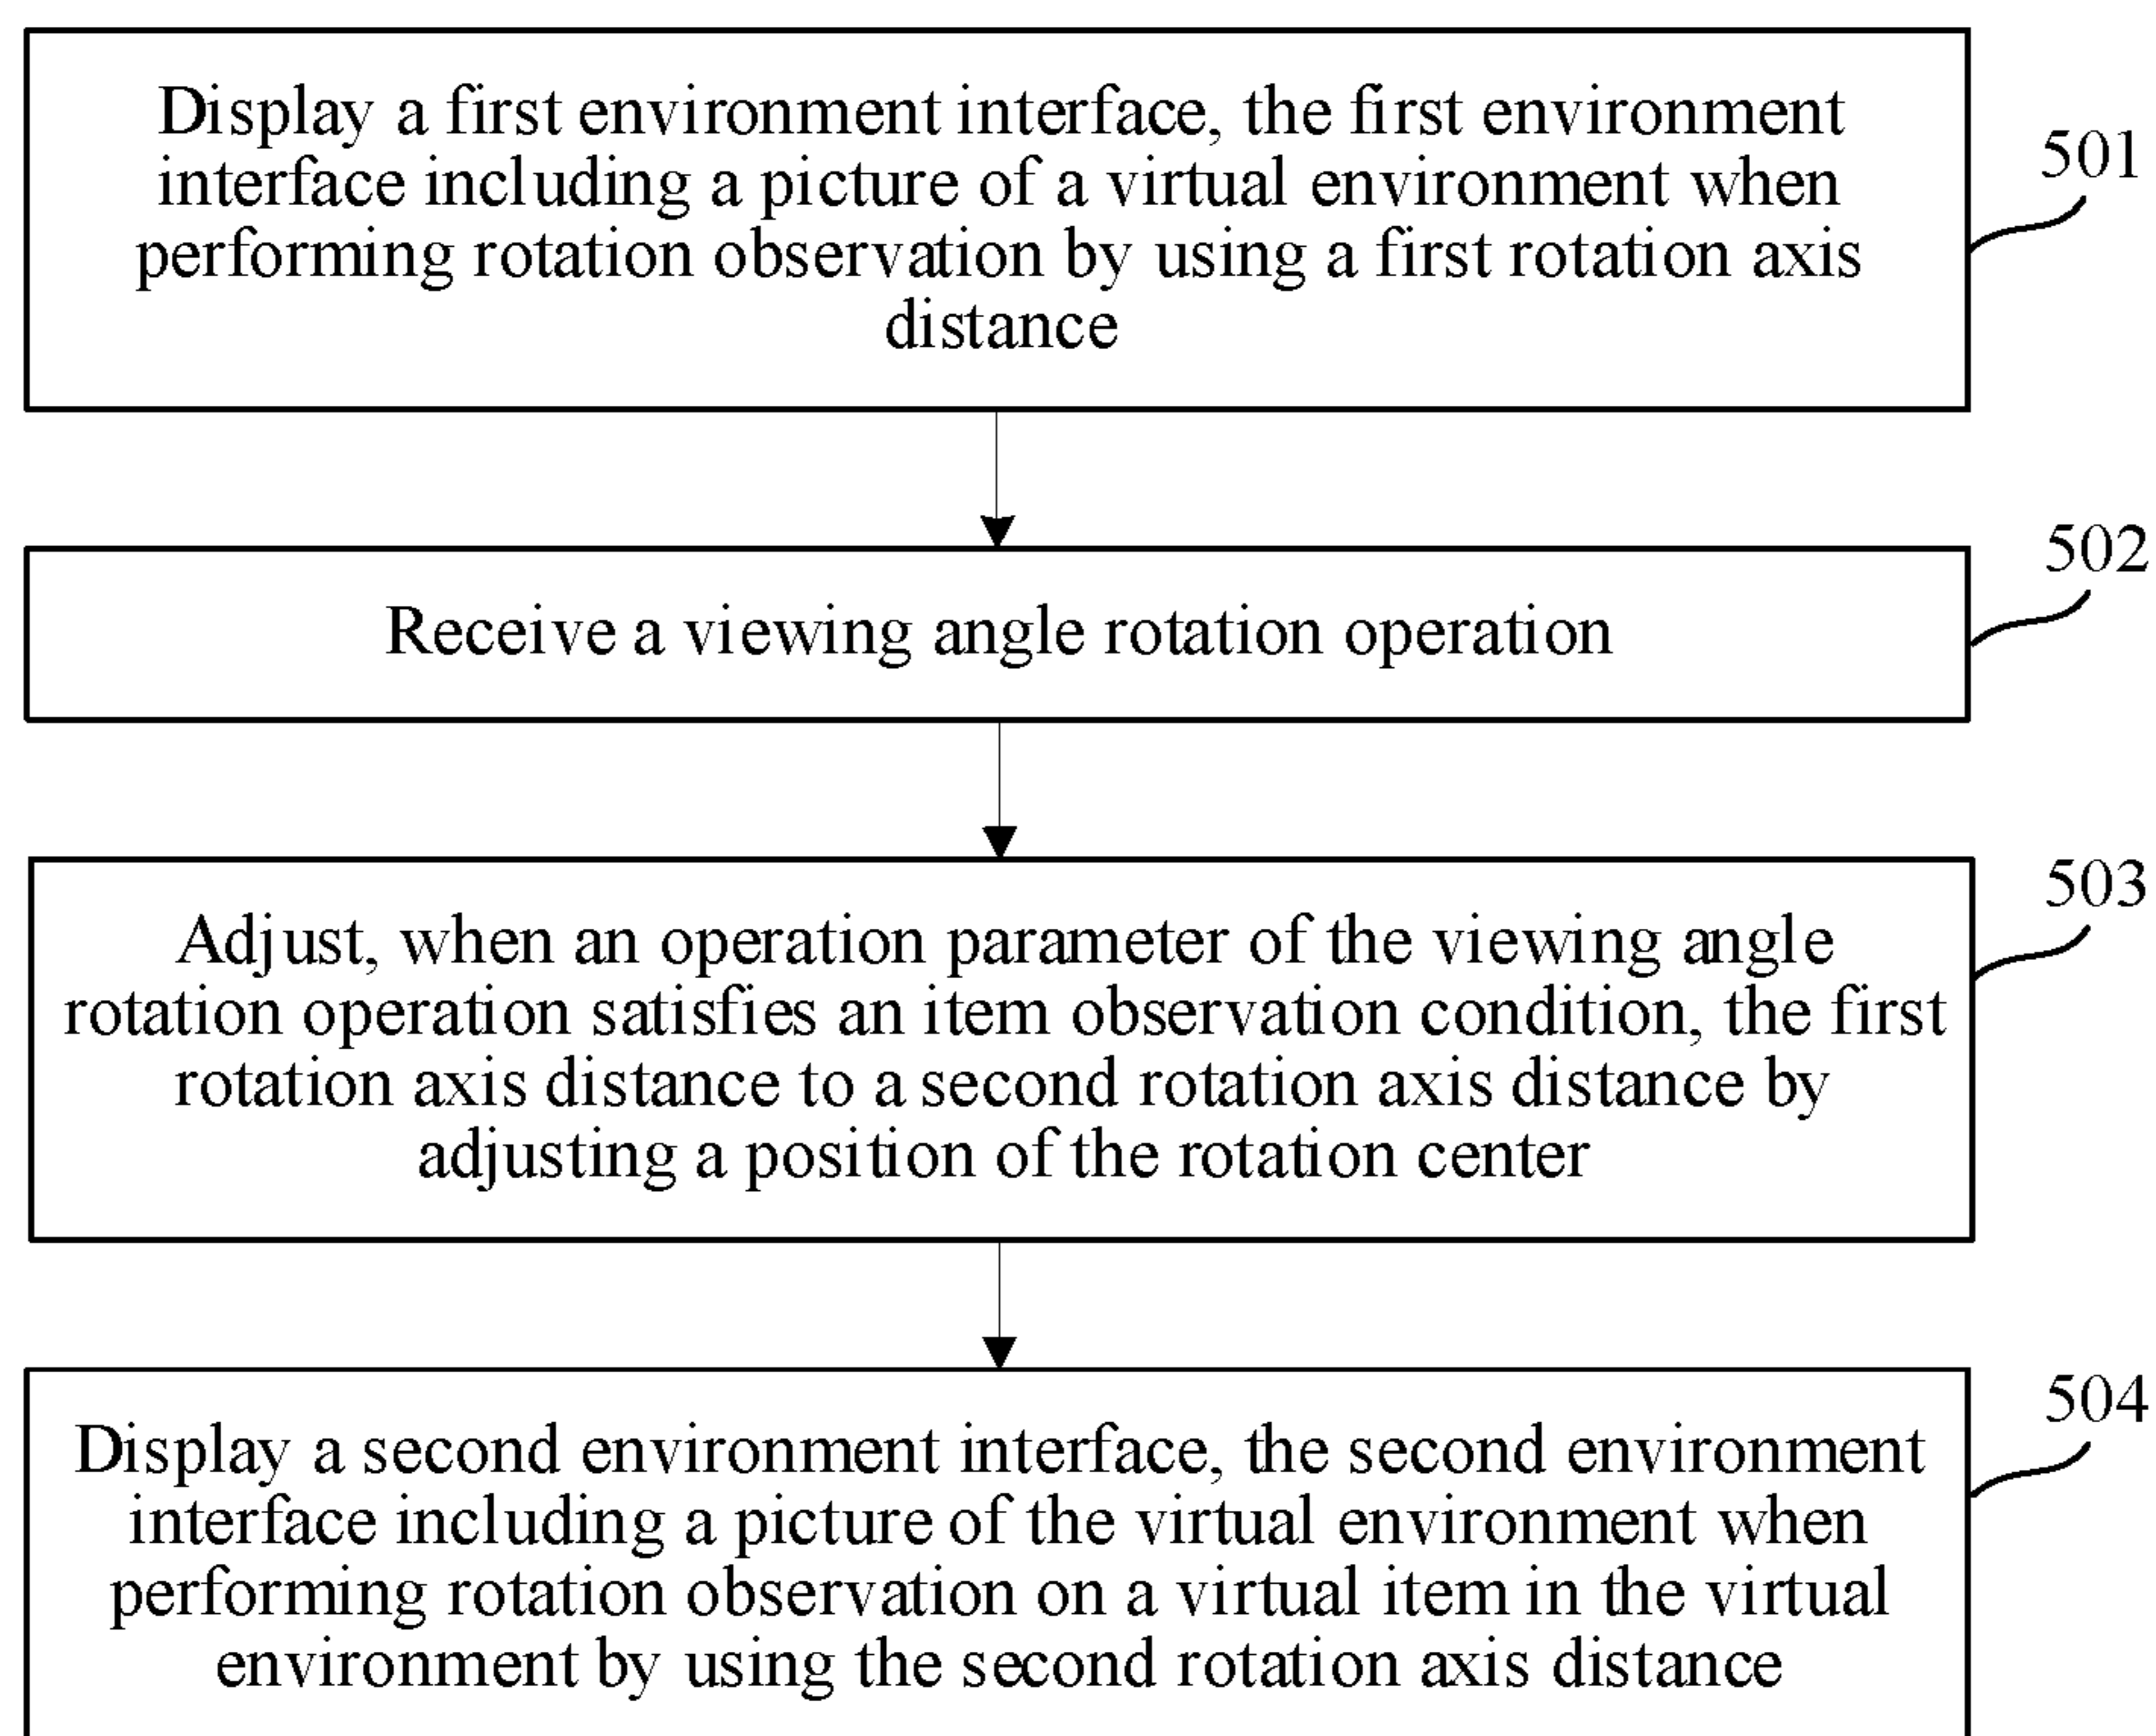 Display a first environment interface, the first environment
interface including a picture of a virtual environment when
performing rotation observation by using a first rotation axis
distance
501
Receive a viewing angle rotation operation
502
Adjust, when an operation parameter of the viewing angle
rotation operation satisfies an item observation condition, the first
rotation axis distance to a second rotation axis distance by
adjusting a position of the rotation center
503
Display a second environment interface, the second environment
interface including a picture of the virtual environment when
performing rotation observation on a virtual item in the virtual
environment by using the second rotation axis distance
504